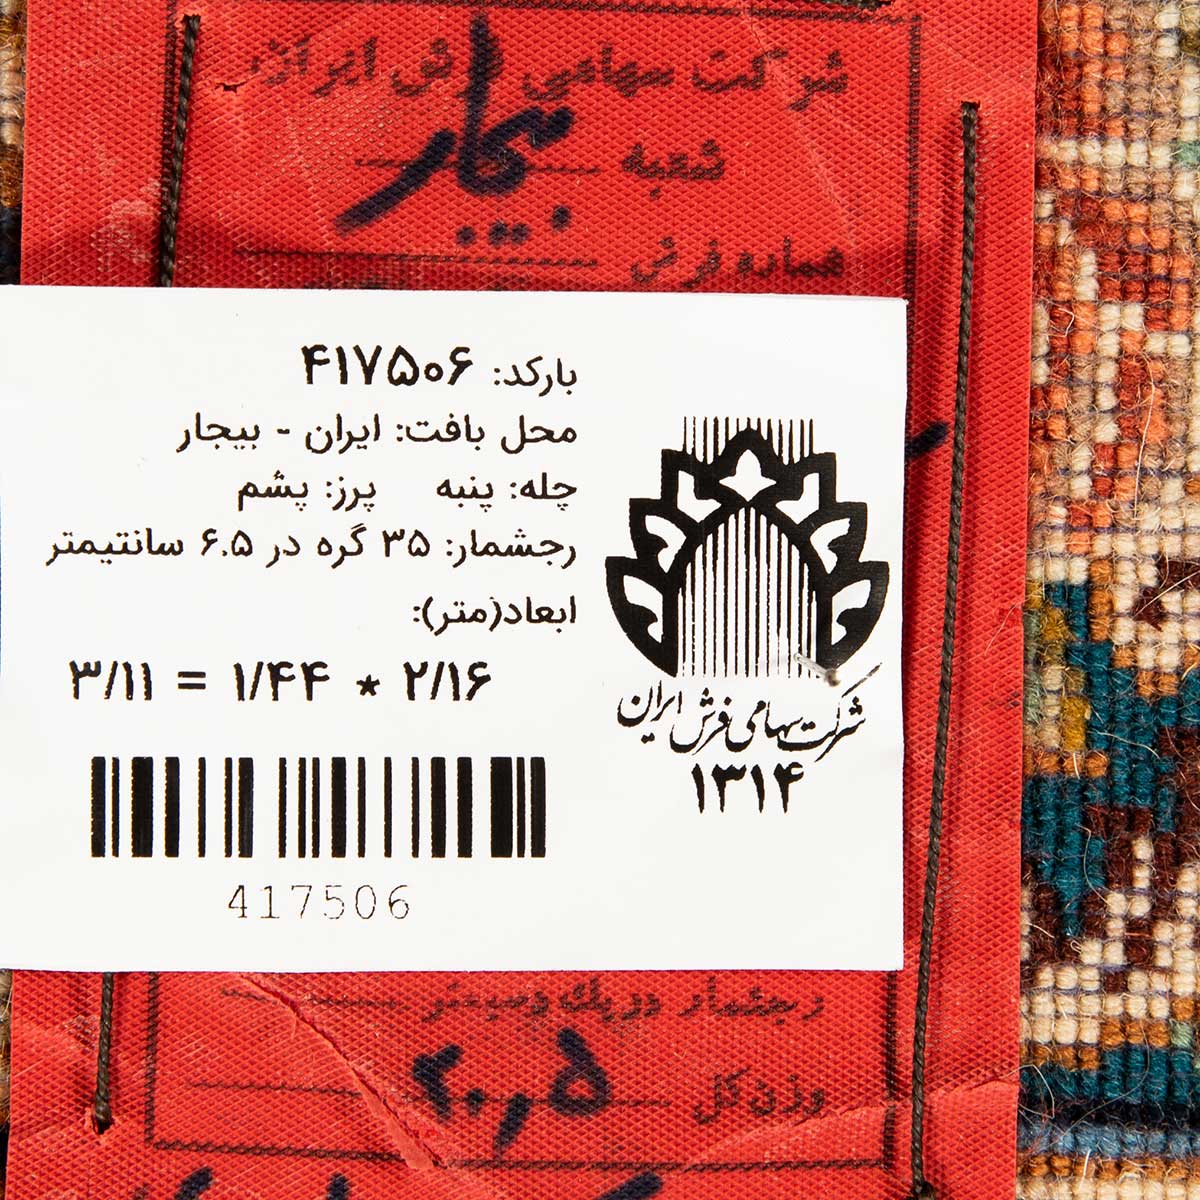 شرکت سهامی فرش ایران
شعبه بیجار
شماره فرش
بارکد: ۴۱۷۵۰۶
محل بافت: ایران - بیجار
چله: پنبه پرز: پشم
رجشمار: ۳۵ گره در ۶.۵ سانتیمتر
ابعاد(متر):
۲/۱۶ * ۱/۴۴ = ۳/۱۱
417506
شرکت سهامی فرش ایران
۱۳۱۴
رجشمار در یک دسیمتر
وزن کل ۲۰٫۵